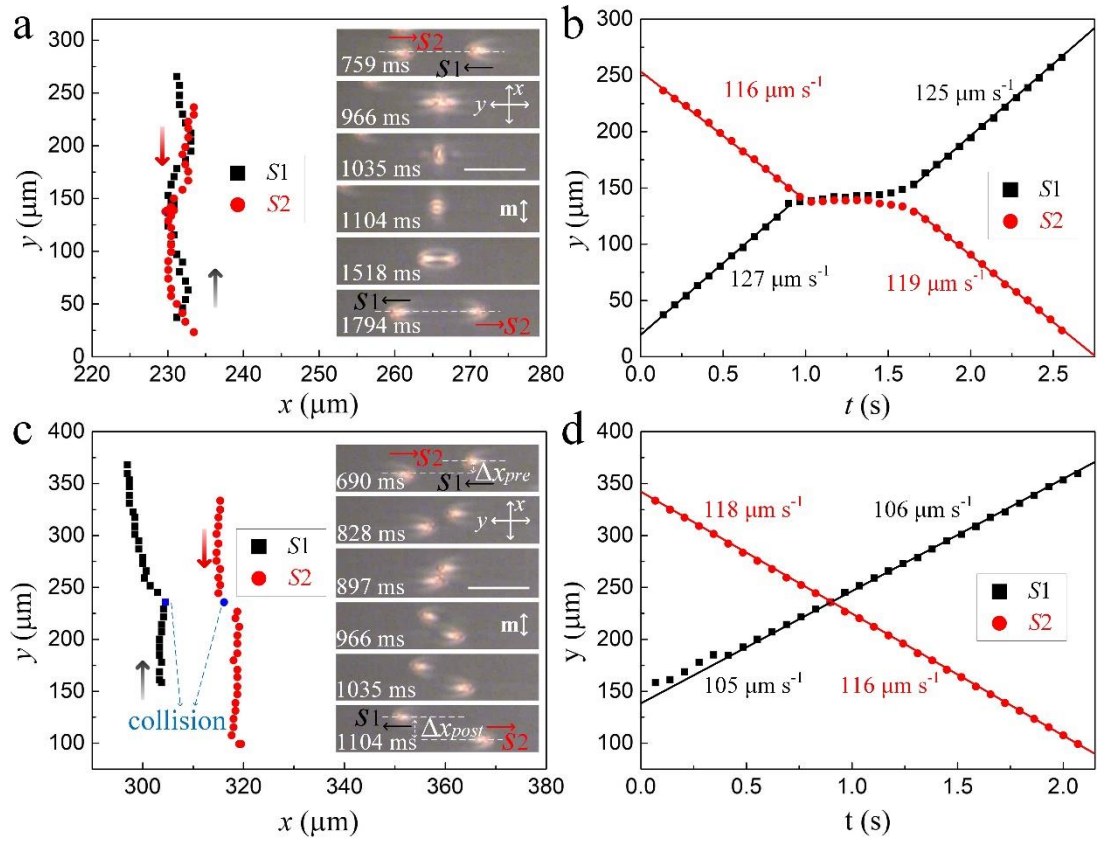 a
y (μm)
300
250
200
150
100
50
0
220 230 240 250 260 270 280
x (μm)
S1
S2
S2
S1
759 ms
966 ms
y x
1035 ms
1104 ms
m
1518 ms
S1
1794 ms
S2
b
y (μm)
300
250
200
150
100
50
0
0.0 0.5 1.0 1.5 2.0 2.5
t (s)
116 μm s⁻¹
125 μm s⁻¹
127 μm s⁻¹
119 μm s⁻¹
S1
S2
c
y (μm)
400
350
300
250
200
150
100
300 320 340 360 380
x (μm)
S1
S2
collision
S2
690 ms
S1
Δxpre
828 ms
y x
897 ms
966 ms
m
1035 ms
S1
1104 ms
Δxpost
S2
d
y (μm)
400
350
300
250
200
150
100
0.0 0.5 1.0 1.5 2.0
t (s)
118 μm s⁻¹
106 μm s⁻¹
105 μm s⁻¹
116 μm s⁻¹
S1
S2